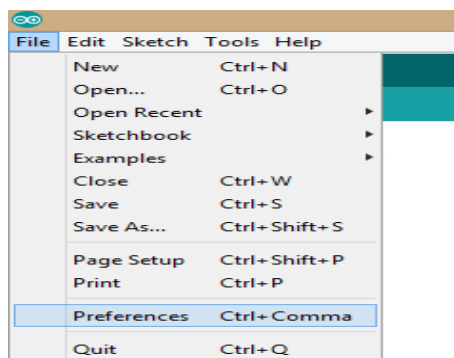 File Edit Sketch Tools Help
New Ctrl+N
Open... Ctrl+O
Open Recent
Sketchbook
Examples
Close Ctrl+W
Save Ctrl+S
Save As... Ctrl+Shift+S
Page Setup Ctrl+Shift+P
Print Ctrl+P
Preferences Ctrl+Comma
Quit Ctrl+Q